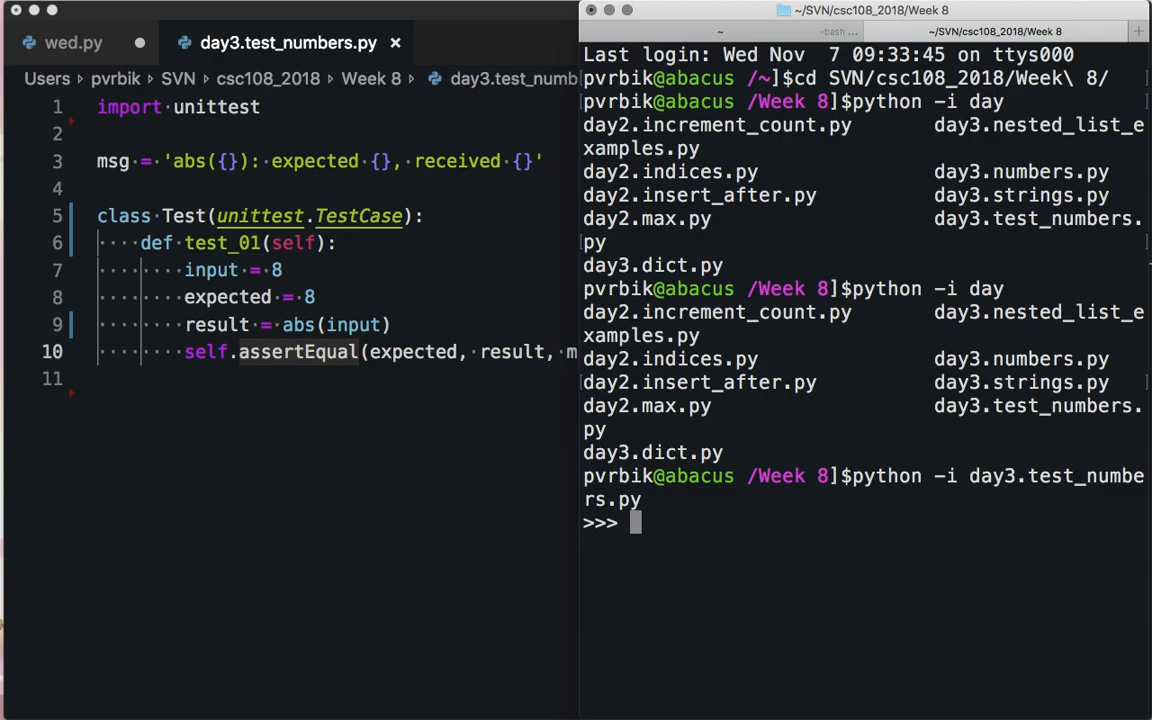 wed.py
day3.test_numbers.py
Users › pvrbik › SVN › csc108_2018 › Week 8 › day3.test_numb
1 import unittest
2
3 msg = 'abs({}): expected {}, received {}'
4
5 class Test(unittest.TestCase):
6 def test_01(self):
7 input = 8
8 expected = 8
9 result = abs(input)
10 self.assertEqual(expected, result, m
11
~/SVN/csc108_2018/Week 8
~ -bash ...
~/SVN/csc108_2018/Week 8
Last login: Wed Nov  7 09:33:45 on ttys000
pvrbik@abacus /~]$cd SVN/csc108_2018/Week\ 8/
pvrbik@abacus /Week 8]$python -i day
day2.increment_count.py day3.nested_list_e
xamples.py
day2.indices.py day3.numbers.py
day2.insert_after.py day3.strings.py
day2.max.py day3.test_numbers.
py
day3.dict.py
pvrbik@abacus /Week 8]$python -i day
day2.increment_count.py day3.nested_list_e
xamples.py
day2.indices.py day3.numbers.py
day2.insert_after.py day3.strings.py
day2.max.py day3.test_numbers.
py
day3.dict.py
pvrbik@abacus /Week 8]$python -i day3.test_numbe
rs.py
>>>